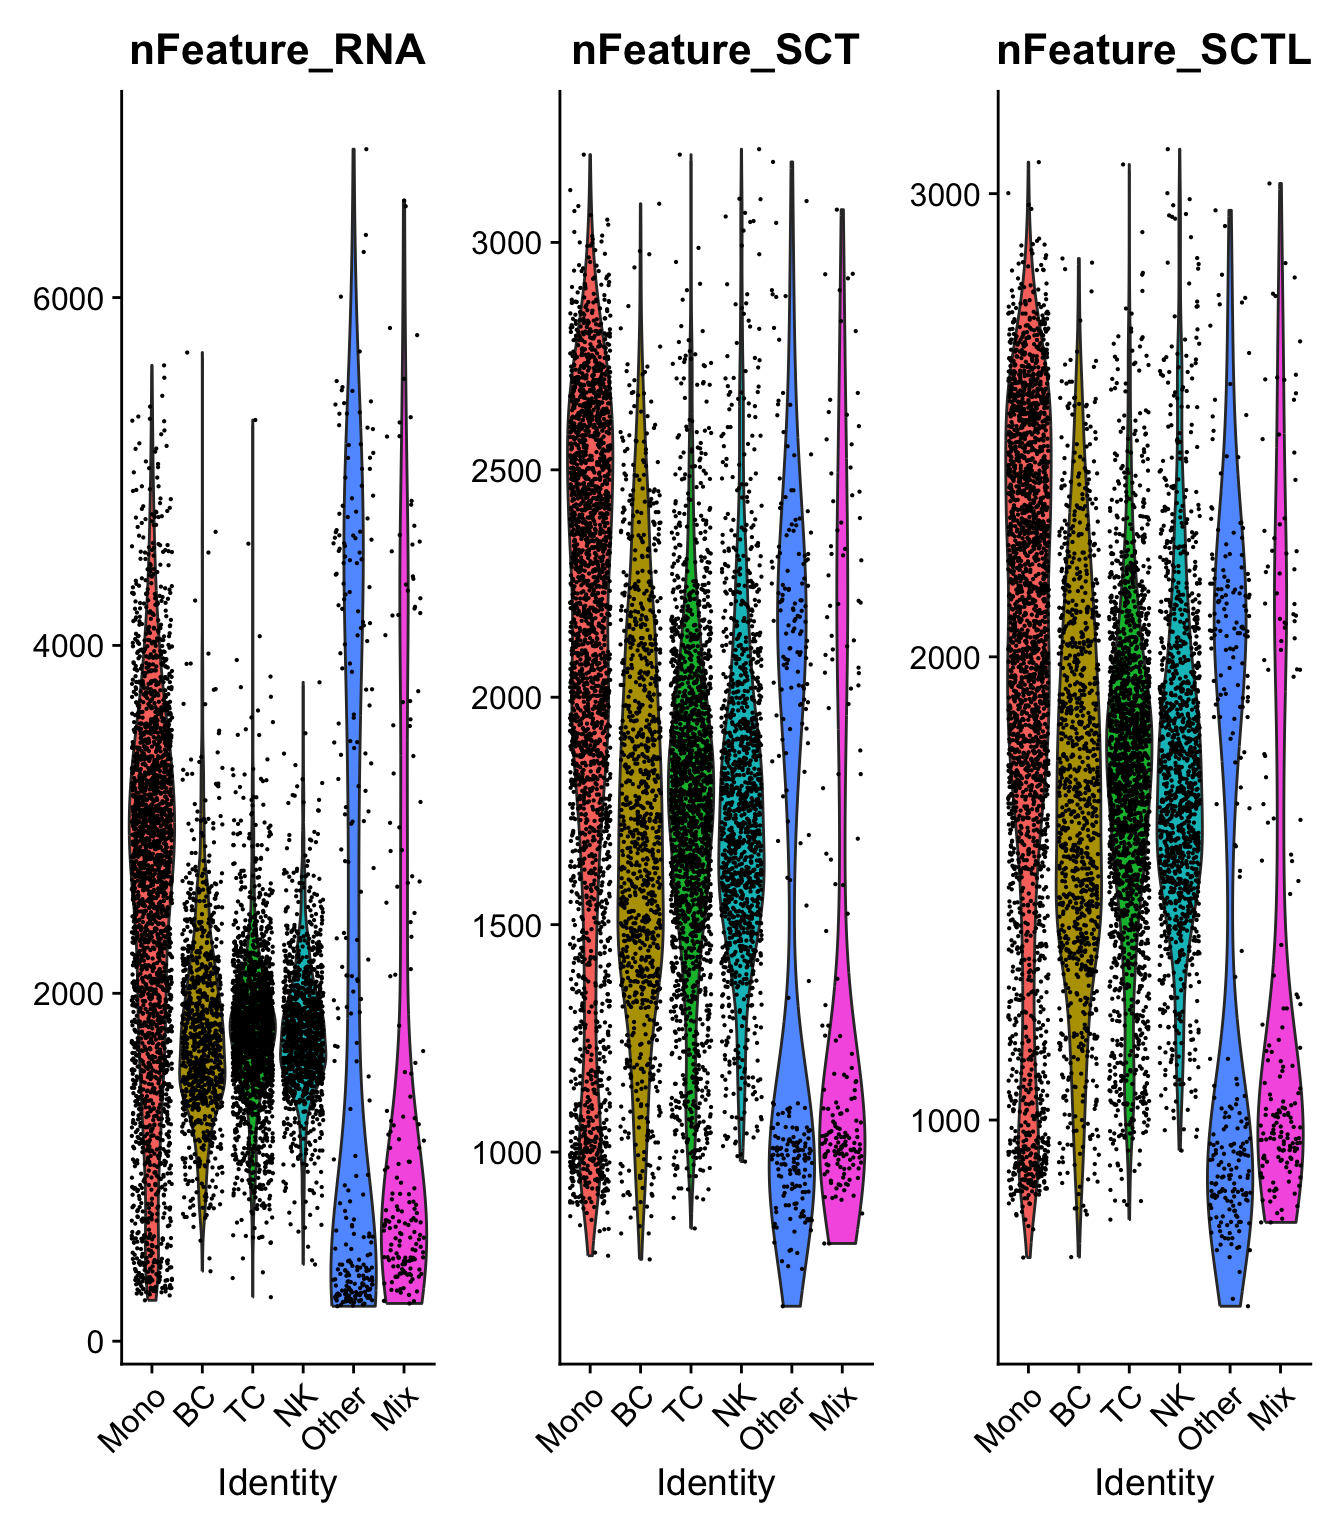 nFeature_RNA
6000
4000
2000
0
Mono
BC
TC
NK
Other
Mix
Identity
nFeature_SCT
3000
2500
2000
1500
1000
Mono
BC
TC
NK
Other
Mix
Identity
nFeature_SCTL
3000
2000
1000
Mono
BC
TC
NK
Other
Mix
Identity